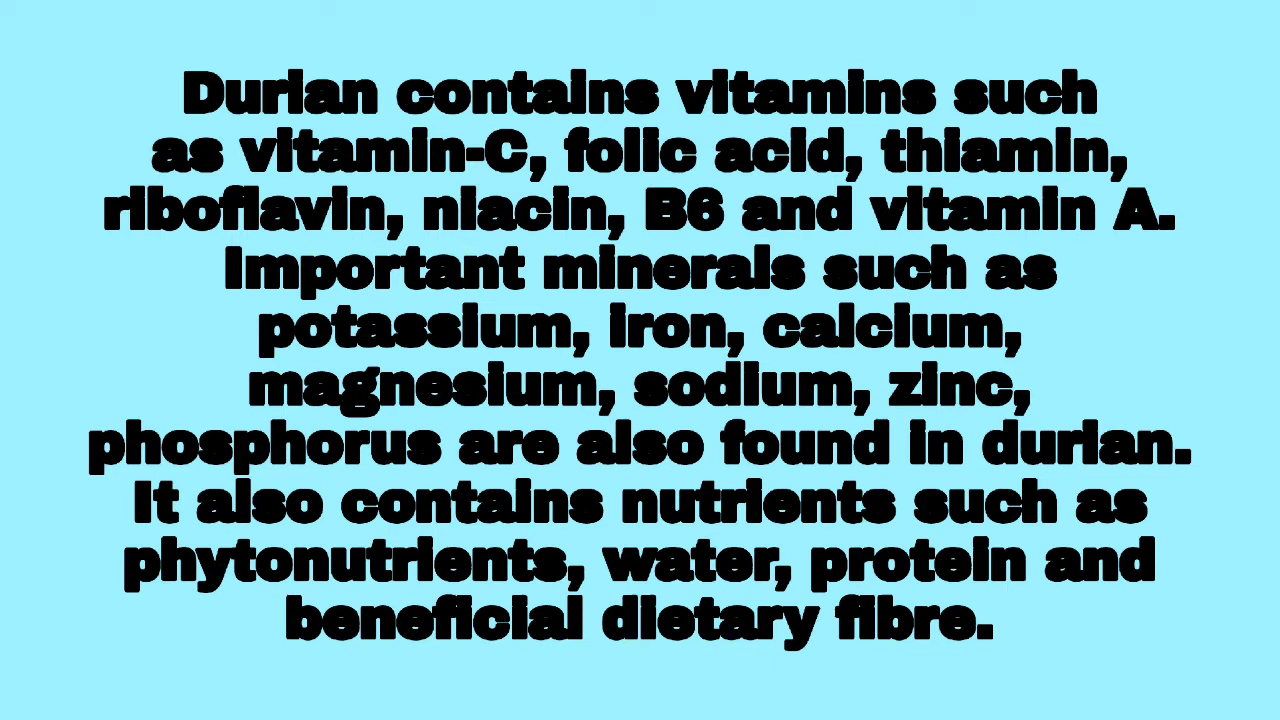 Durian contains vitamins such
as vitamin-C, folic acid, thiamin,
riboflavin, niacin, B6 and vitamin A.
Important minerals such as
potassium, iron, calcium,
magnesium, sodium, zinc,
phosphorus are also found in durian.
It also contains nutrients such as
phytonutrients, water, protein and
beneficial dietary fibre.